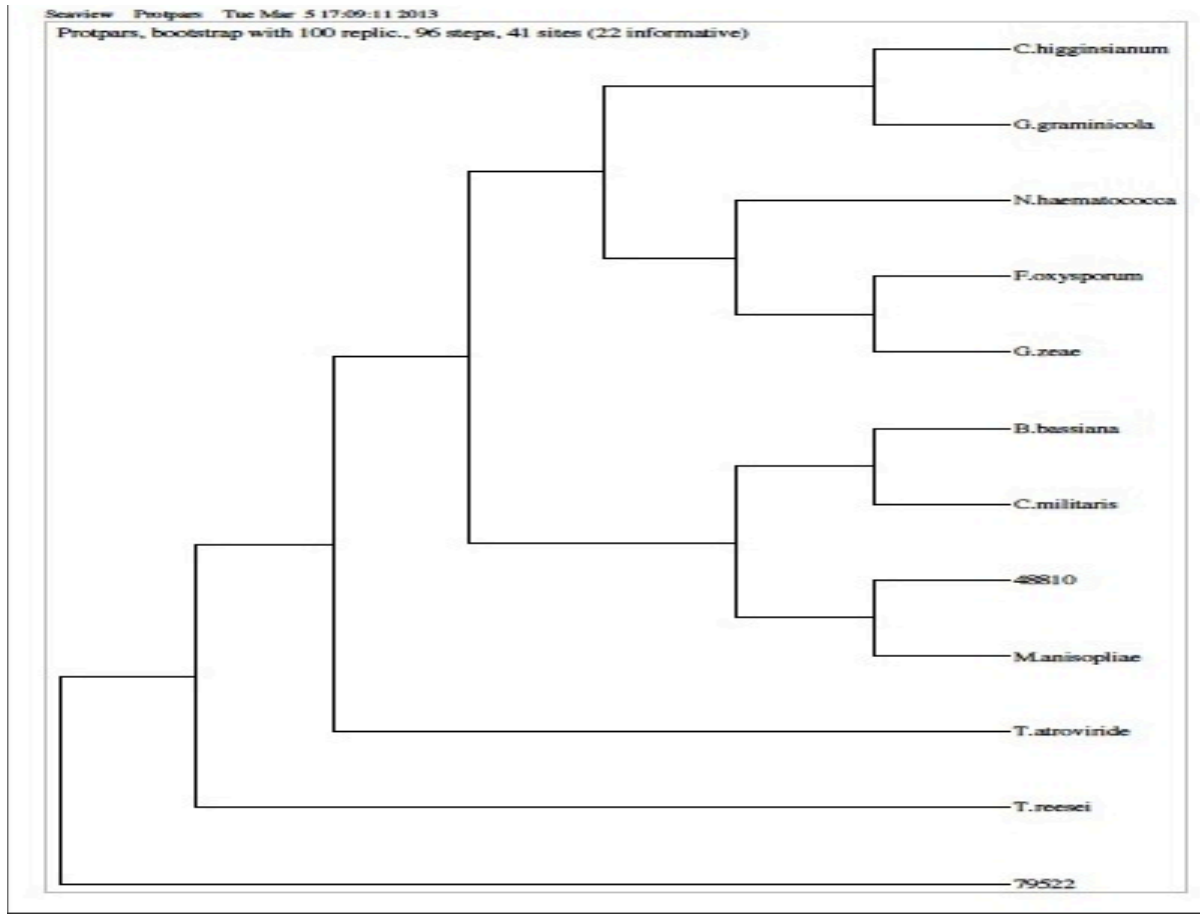 Seaview Protpars Tue Mar 5 17:09:11 2013
Protpars, bootstrap with 100 replic., 96 steps, 41 sites (22 informative)
C.higginsianum
G.graminicola
N.haematococca
F.oxysporum
G.zeae
B.bassiana
C.militaris
48810
M.anisopliae
T.atroviride
T.reesei
79522